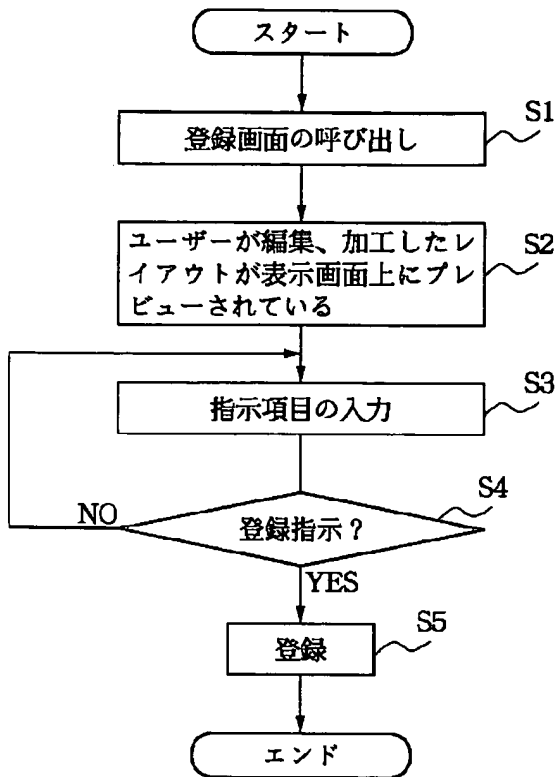 スタート
S1
登録画面の呼び出し
S2
ユーザーが編集、加工したレ
イアウトが表示画面上にプレ
ビューされている
S3
指示項目の入力
S4
登録指示?
NO
YES
S5
登録
エンド